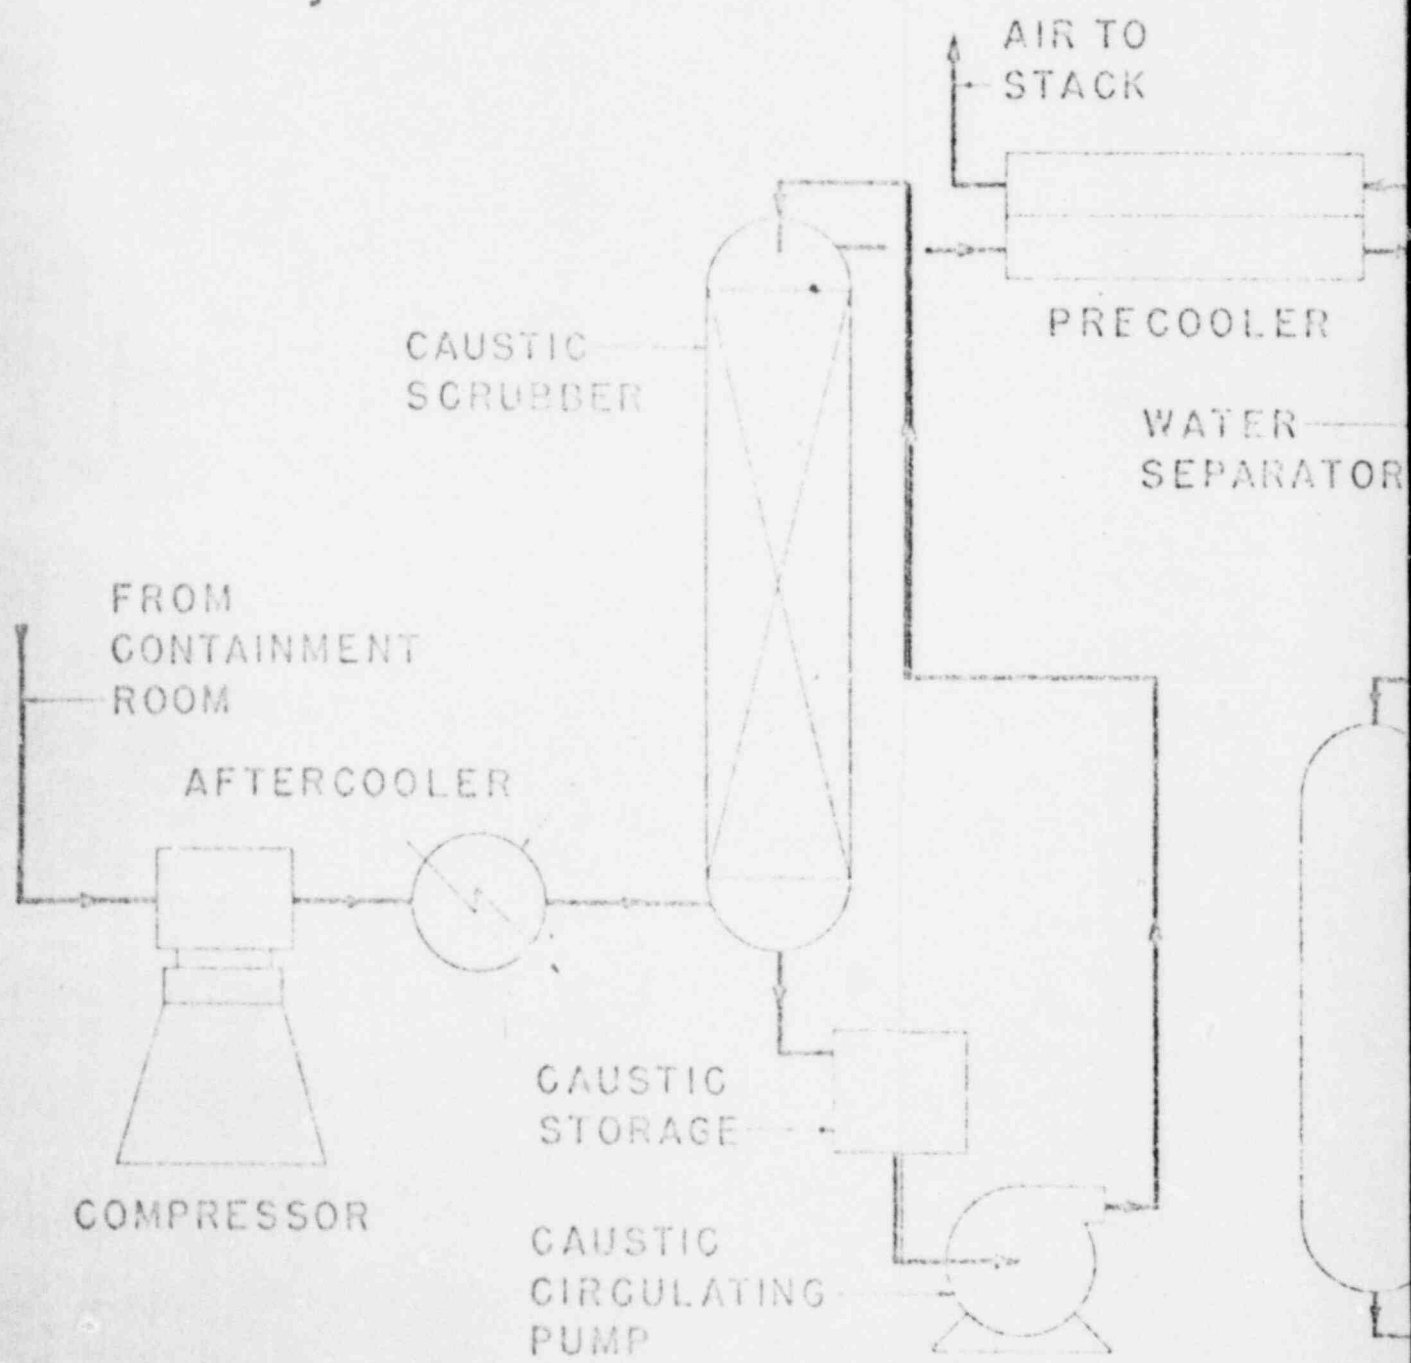 AIR TO
STACK
PRECOOLER
CAUSTIC
SCRUBBER
WATER
SEPARATOR
FROM
CONTAINMENT
ROOM
AFTERCOOLER
CAUSTIC
STORAGE
COMPRESSOR
CAUSTIC
CIRCULATING
PUMP